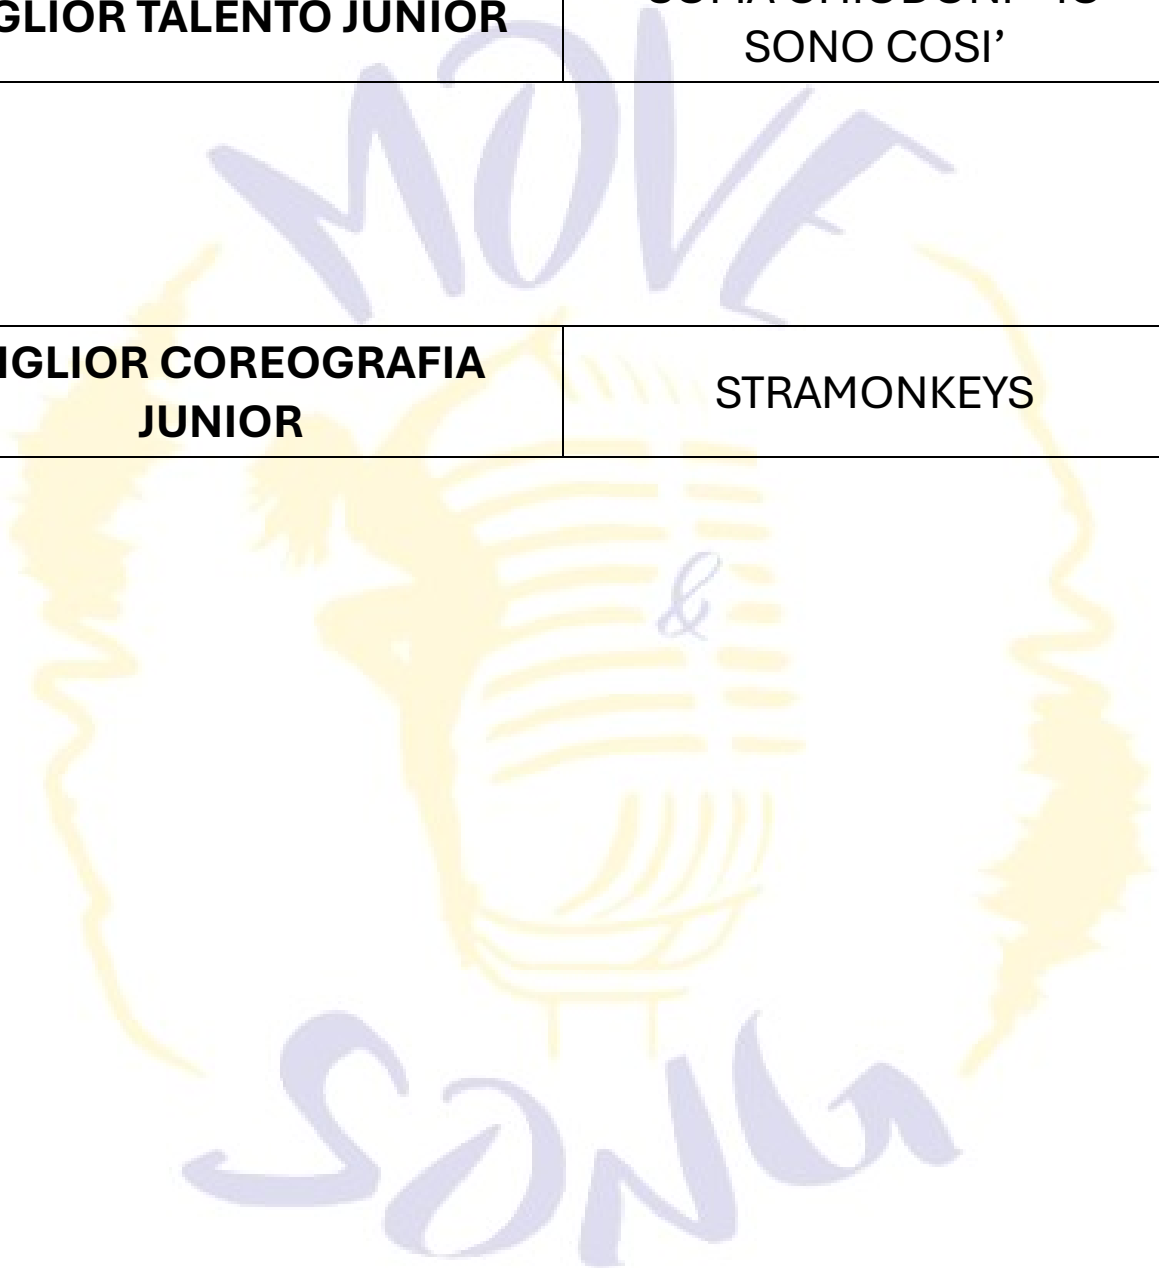 GLIOR TALENTO JUNIOR
SONO COSI’
IGLIOR COREOGRAFIA
JUNIOR
STRAMONKEYS
MOVE
&
SONG